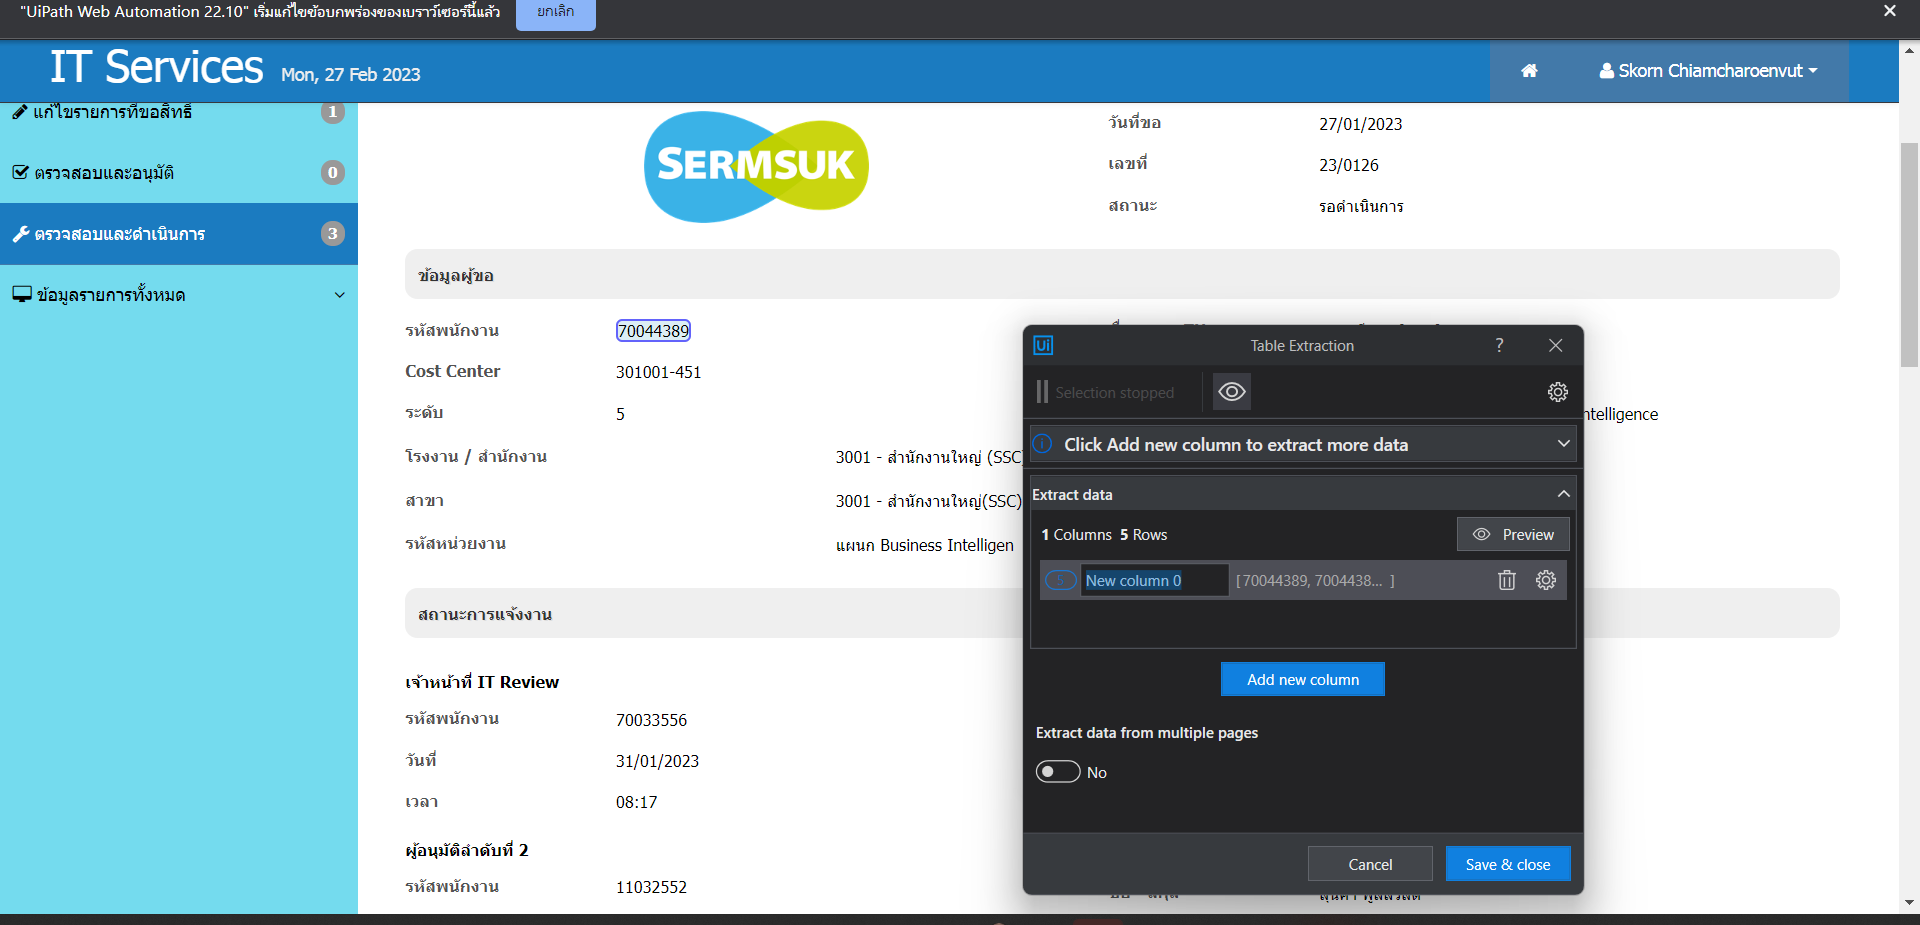 "UiPath Web Automation 22.10" เริ่มแก้ไขข้อบกพร่องของเบราว์เซอร์นี้แล้ว ยกเลิก
IT Services Mon, 27 Feb 2023 Skorn Chiamcharoenvut
แก้ไขรายการที่ขอสิทธิ์ 1
ตรวจสอบและอนุมัติ 0
ตรวจสอบและดำเนินการ 3
ข้อมูลรายการทั้งหมด
SERMSUK
วันที่ขอ 27/01/2023
เลขที่ 23/0126
สถานะ รอดำเนินการ
ข้อมูลผู้ขอ
รหัสพนักงาน 70044389
Cost Center 301001-451
ระดับ 5
ntelligence
โรงงาน / สำนักงาน 3001 - สำนักงานใหญ่ (SSC)
สาขา 3001 - สำนักงานใหญ่(SSC)
รหัสหน่วยงาน แผนก Business Intelligen
สถานะการแจ้งงาน
เจ้าหน้าที่ IT Review
รหัสพนักงาน 70033556
วันที่ 31/01/2023
เวลา 08:17
ผู้อนุมัติลำดับที่ 2
รหัสพนักงาน 11032552
Ui Table Extraction ?
Selection stopped
Click Add new column to extract more data
Extract data
1 Columns 5 Rows Preview
S New column 0 [70044389, 7004438... ]
Add new column
Extract data from multiple pages
No
Cancel Save & close